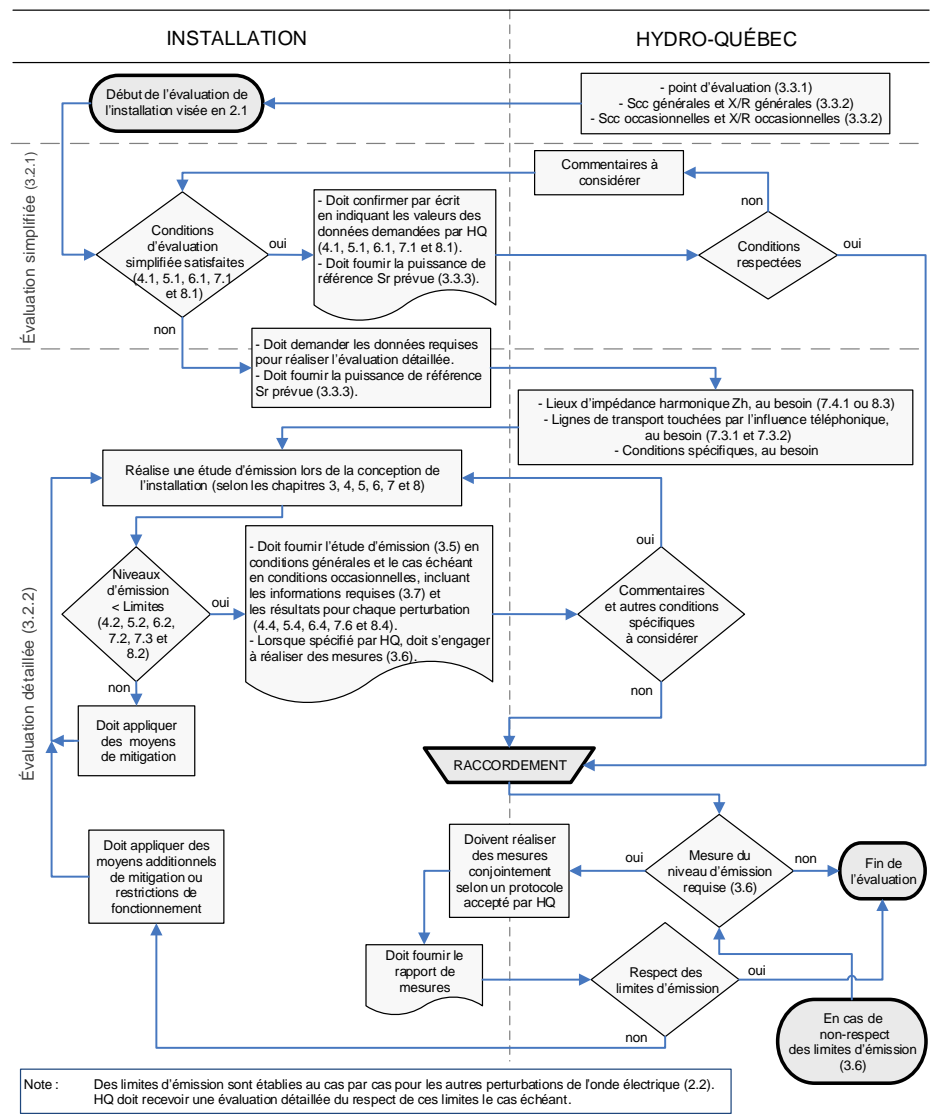 INSTALLATION
HYDRO-QUÉBEC
Début de l'évaluation de
l'installation visée en 2.1
- point d'évaluation (3.3.1)
- Scc générales et X/R générales (3.3.2)
- Scc occasionnelles et X/R occasionnelles (3.3.2)
Évaluation simplifiée (3.2.1)
Commentaires à
considérer
non
Conditions
d'évaluation
simplifiée satisfaites
(4.1, 5.1, 6.1, 7.1
et 8.1)
oui
- Doit confirmer par écrit
en indiquant les valeurs des
données demandées par HQ
(4.1, 5.1, 6.1, 7.1 et 8.1).
- Doit fournir la puissance de
référence Sr prévue (3.3.3).
Conditions
respectées
oui
non
- Doit demander les données requises
pour réaliser l'évaluation détaillée.
- Doit fournir la puissance de référence
Sr prévue (3.3.3).
- Lieux d'impédance harmonique Zh, au besoin (7.4.1 ou 8.3)
- Lignes de transport touchées par l'influence téléphonique,
au besoin (7.3.1 et 7.3.2)
- Conditions spécifiques, au besoin
Évaluation détaillée (3.2.2)
Réalise une étude d'émission lors de la conception de
l'installation (selon les chapitres 3, 4, 5, 6, 7 et 8)
oui
Niveaux
d'émission
< Limites
(4.2, 5.2, 6.2,
7.2, 7.3 et
8.2)
oui
- Doit fournir l'étude d'émission (3.5) en
conditions générales et le cas échéant
en conditions occasionnelles, incluant
les informations requises (3.7) et
les résultats pour chaque perturbation
(4.4, 5.4, 6.4, 7.6 et 8.4).
- Lorsque spécifié par HQ, doit s'engager
à réaliser des mesures (3.6).
Commentaires
et autres conditions
spécifiques
à considérer
non
non
Doit appliquer
des moyens
de mitigation
RACCORDEMENT
Doit appliquer des
moyens additionnels
de mitigation ou
restrictions de
fonctionnement
Doivent réaliser
des mesures
conjointement
selon un protocole
accepté par HQ
oui
Mesure du
niveau d'émission
requise (3.6)
non
Fin de
l'évaluation
Doit fournir le
rapport de
mesures
Respect des
limites d'émission
oui
non
En cas de
non-respect
des limites d'émission
(3.6)
Note : Des limites d'émission sont établies au cas par cas pour les autres perturbations de l'onde électrique (2.2).
HQ doit recevoir une évaluation détaillée du respect de ces limites le cas échéant.